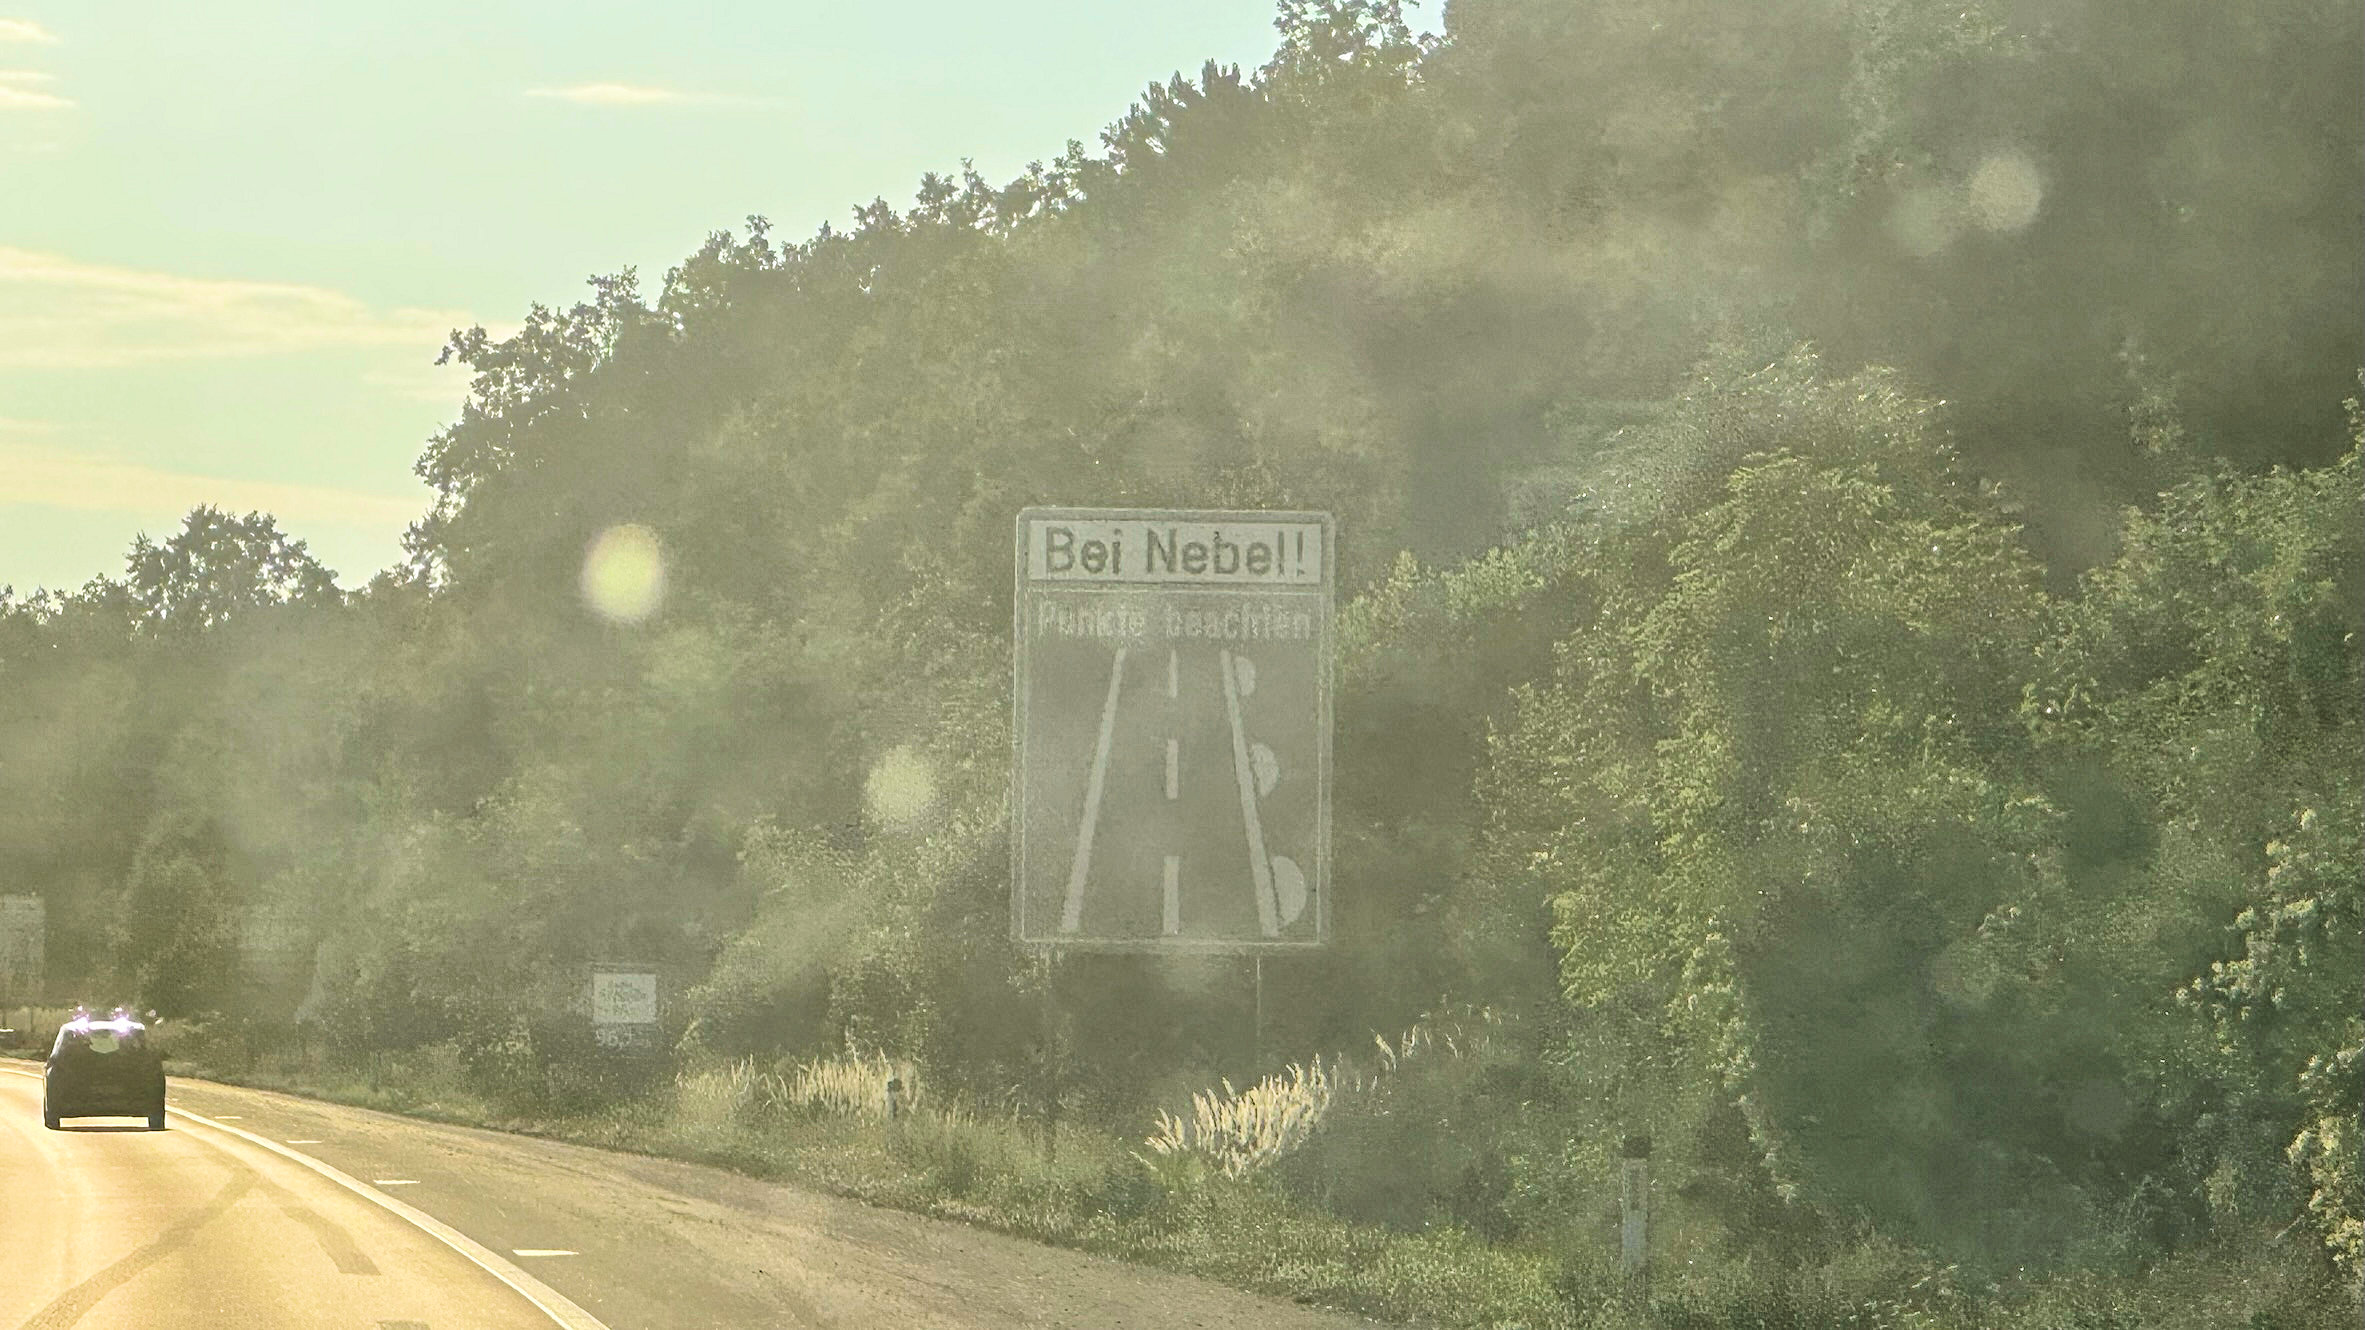 Bei Nebel!
Punkte beachten